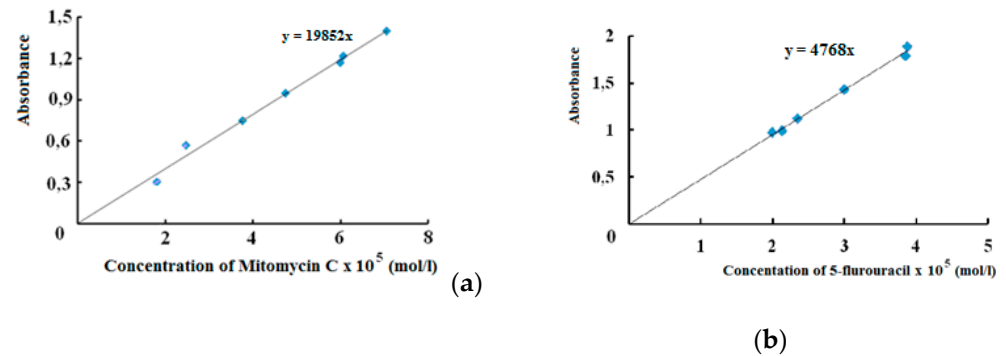 1,5
1,2
0,9
0,6
0,3
0
Absorbance
y = 19852x
2 4 6 8
Concentration of Mitomycin C x 10^5 (mol/l)
(a)
2
1,5
1
0,5
0
Absorbance
y = 4768x
1 2 3 4 5
Concentation of 5-flurouracil x 10^5 (mol/l)
(b)